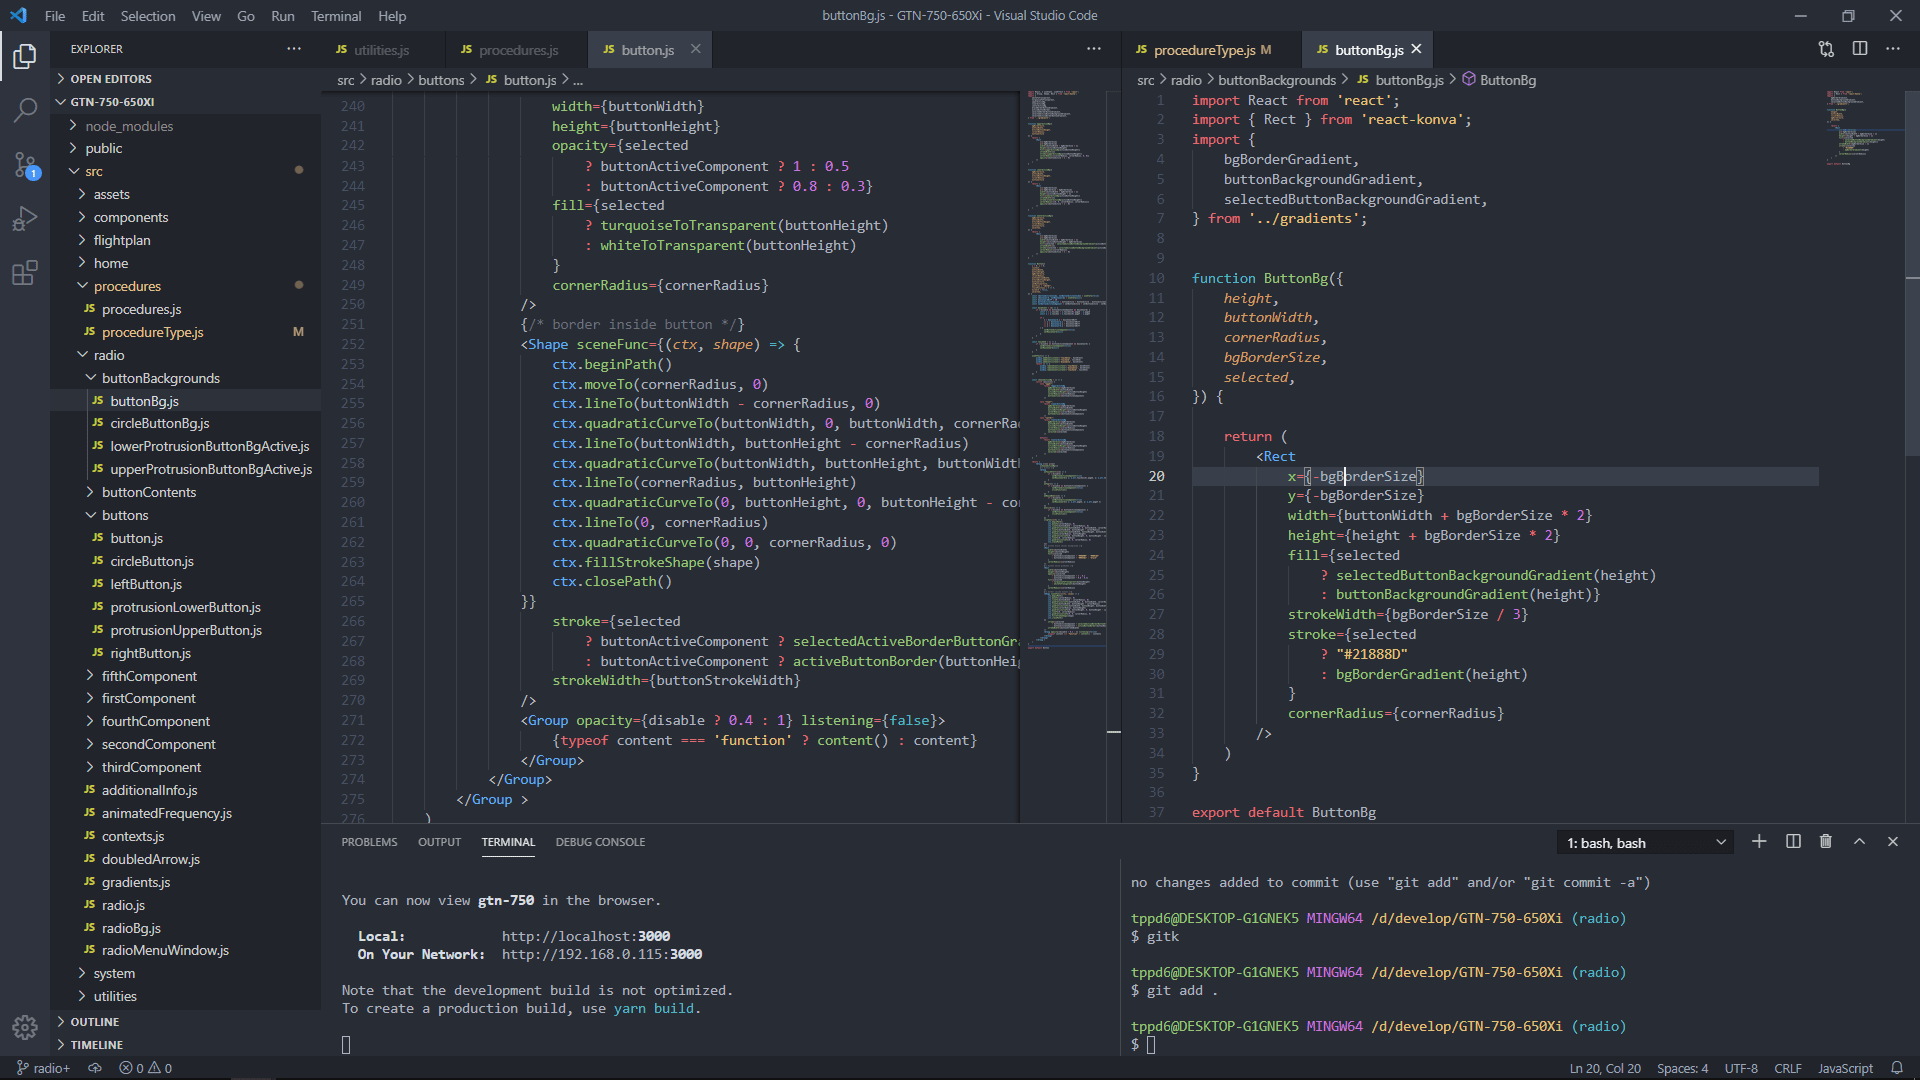 File Edit Selection View Go Run Terminal Help
buttonBg.js - GTN-750-650Xi - Visual Studio Code
EXPLORER
OPEN EDITORS
GTN-750-650XI
node_modules
public
src
assets
components
flightplan
home
procedures
JS procedures.js
JS procedureType.js M
radio
buttonBackgrounds
JS buttonBg.js
JS circleButtonBg.js
JS lowerProtrusionButtonBgActive.js
JS upperProtrusionButtonBgActive.js
buttonContents
buttons
JS button.js
JS circleButton.js
JS leftButton.js
JS protrusionLowerButton.js
JS protrusionUpperButton.js
JS rightButton.js
fifthComponent
firstComponent
fourthComponent
secondComponent
thirdComponent
JS additionalInfo.js
JS animatedFrequency.js
JS contexts.js
JS doubledArrow.js
JS gradients.js
JS radio.js
JS radioBg.js
JS radioMenuWindow.js
system
utilities
OUTLINE
TIMELINE
1
JS utilities.js JS procedures.js JS button.js
src > radio > buttons > JS button.js > ...
240 width={buttonWidth}
241 height={buttonHeight}
242 opacity={selected
243 ? buttonActiveComponent ? 1 : 0.5
244 : buttonActiveComponent ? 0.8 : 0.3}
245 fill={selected
246 ? turquoiseToTransparent(buttonHeight)
247 : whiteToTransparent(buttonHeight)
248 }
249 cornerRadius={cornerRadius}
250 />
251 {/* border inside button */}
252 <Shape sceneFunc={(ctx, shape) => {
253 ctx.beginPath()
254 ctx.moveTo(cornerRadius, 0)
255 ctx.lineTo(buttonWidth - cornerRadius, 0)
256 ctx.quadraticCurveTo(buttonWidth, 0, buttonWidth, cornerRa
257 ctx.lineTo(buttonWidth, buttonHeight - cornerRadius)
258 ctx.quadraticCurveTo(buttonWidth, buttonHeight, buttonWidt
259 ctx.lineTo(cornerRadius, buttonHeight)
260 ctx.quadraticCurveTo(0, buttonHeight, 0, buttonHeight - co
261 ctx.lineTo(0, cornerRadius)
262 ctx.quadraticCurveTo(0, 0, cornerRadius, 0)
263 ctx.fillStrokeShape(shape)
264 ctx.closePath()
265 }}
266 stroke={selected
267 ? buttonActiveComponent ? selectedActiveBorderButtonGr
268 : buttonActiveComponent ? activeButtonBorder(buttonHei
269 strokeWidth={buttonStrokeWidth}
270 />
271 <Group opacity={disable ? 0.4 : 1} listening={false}>
272 {typeof content === 'function' ? content() : content}
273 </Group>
274 </Group>
275 </Group >
276 )
JS procedureType.js M JS buttonBg.js
src > radio > buttonBackgrounds > JS buttonBg.js > ButtonBg
1 import React from 'react';
2 import { Rect } from 'react-konva';
3 import {
4 bgBorderGradient,
5 buttonBackgroundGradient,
6 selectedButtonBackgroundGradient,
7 } from '../gradients';
8
9
10 function ButtonBg({
11 height,
12 buttonWidth,
13 cornerRadius,
14 bgBorderSize,
15 selected,
16 }) {
17
18 return (
19 <Rect
20 x={-bgBorderSize}
21 y={-bgBorderSize}
22 width={buttonWidth + bgBorderSize * 2}
23 height={height + bgBorderSize * 2}
24 fill={selected
25 ? selectedButtonBackgroundGradient(height)
26 : buttonBackgroundGradient(height)}
27 strokeWidth={bgBorderSize / 3}
28 stroke={selected
29 ? "#21888D"
30 : bgBorderGradient(height)
31 }
32 cornerRadius={cornerRadius}
33 />
34 )
35 }
36
37 export default ButtonBg
PROBLEMS OUTPUT TERMINAL DEBUG CONSOLE
1: bash, bash
You can now view gtn-750 in the browser.
Local: http://localhost:3000
On Your Network: http://192.168.0.115:3000
Note that the development build is not optimized.
To create a production build, use yarn build.
no changes added to commit (use "git add" and/or "git commit -a")
tppd6@DESKTOP-G1GNEK5 MINGW64 /d/develop/GTN-750-650Xi (radio)
$ gitk
tppd6@DESKTOP-G1GNEK5 MINGW64 /d/develop/GTN-750-650Xi (radio)
$ git add .
tppd6@DESKTOP-G1GNEK5 MINGW64 /d/develop/GTN-750-650Xi (radio)
$
radio+ 0 0
Ln 20, Col 20 Spaces: 4 UTF-8 CRLF JavaScript